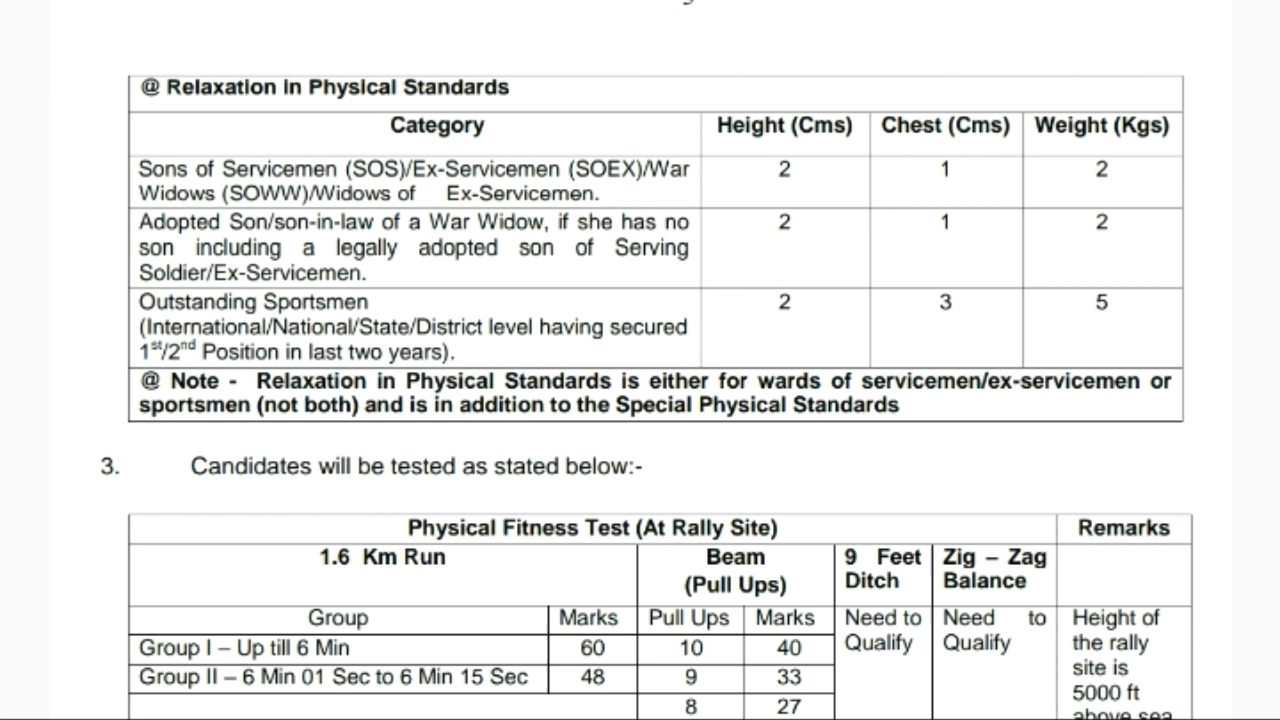 @ Relaxation in Physical Standards
Category Height (Cms) Chest (Cms) Weight (Kgs)
Sons of Servicemen (SOS)/Ex-Servicemen (SOEX)/War 2 1 2
Widows (SOWW)/Widows of Ex-Servicemen.
Adopted Son/son-in-law of a War Widow, if she has no 2 1 2
son including a legally adopted son of Serving
Soldier/Ex-Servicemen.
Outstanding Sportsmen 2 3 5
(International/National/State/District level having secured
1st/2nd Position in last two years).
@ Note - Relaxation in Physical Standards is either for wards of servicemen/ex-servicemen or
sportsmen (not both) and is in addition to the Special Physical Standards
3. Candidates will be tested as stated below:-
Physical Fitness Test (At Rally Site) Remarks
1.6 Km Run Beam 9 Feet Zig – Zag
(Pull Ups) Ditch Balance
Group Marks Pull Ups Marks Need to Need to Height of
Qualify Qualify the rally
Group I – Up till 6 Min 60 10 40
site is
Group II – 6 Min 01 Sec to 6 Min 15 Sec 48 9 33
5000 ft
8 27
above sea